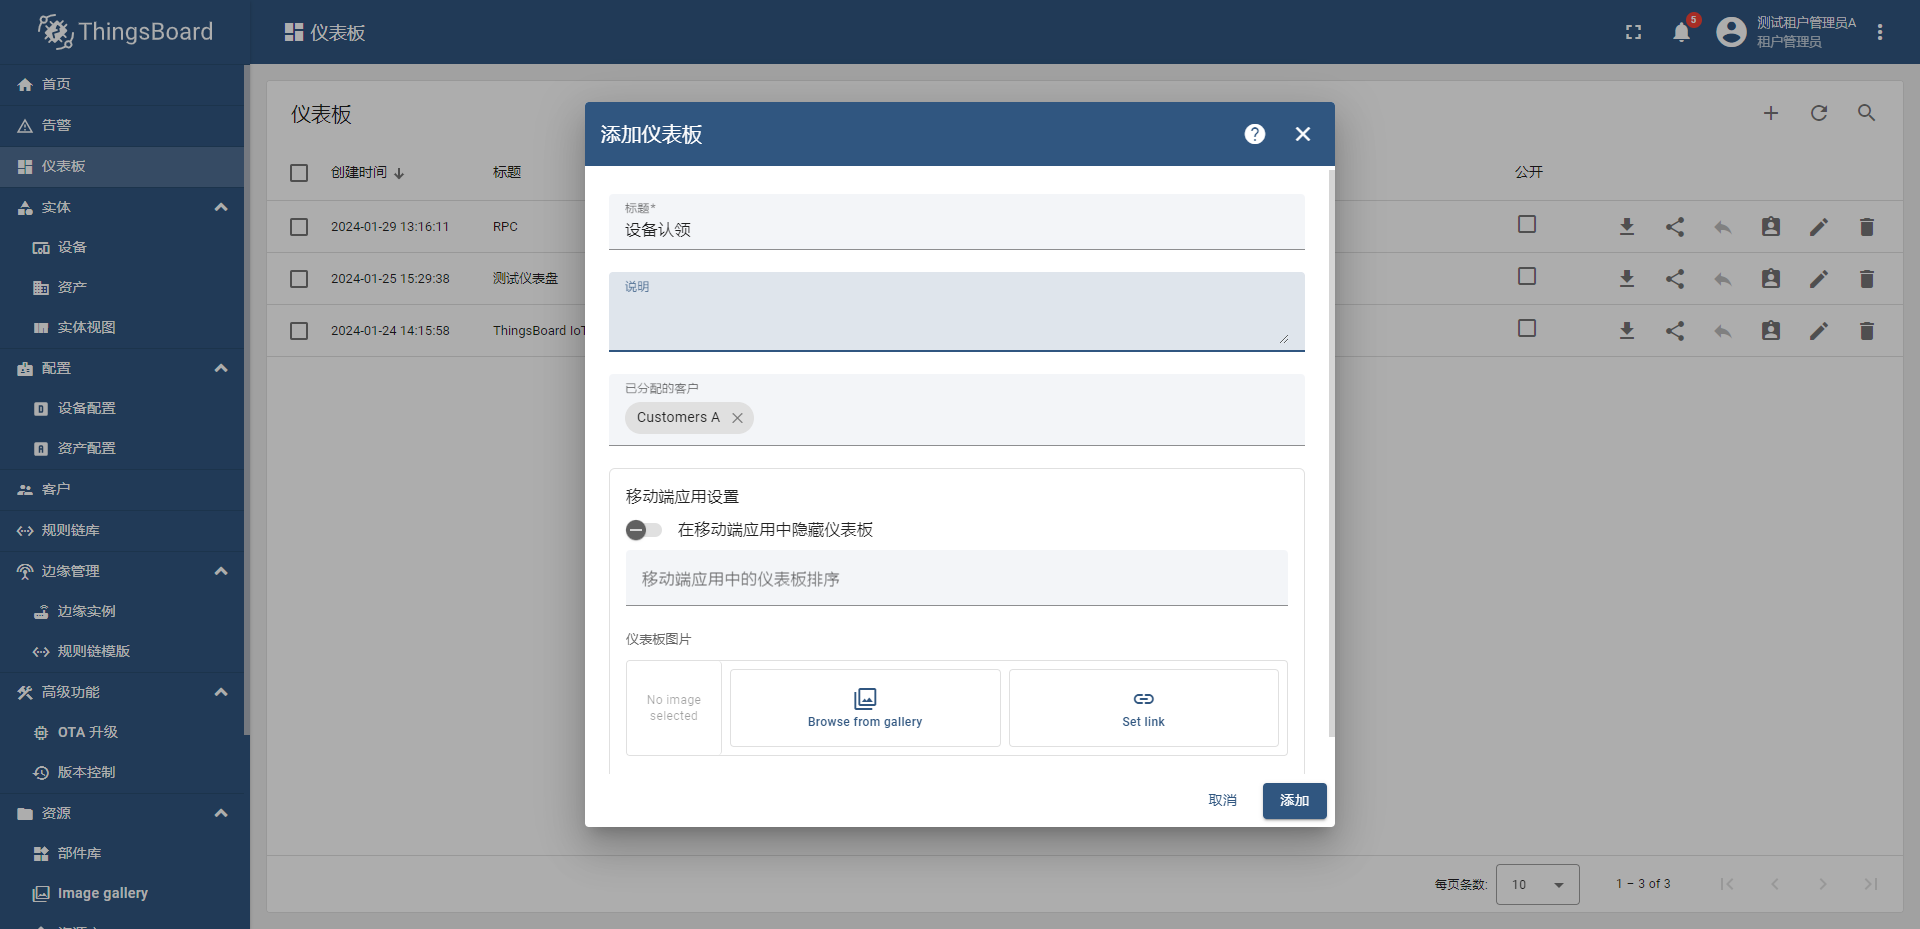 ThingsBoard
仪表板
5
测试租户管理员A
租户管理员
首页
告警
仪表板
实体
设备
资产
实体视图
配置
设备配置
资产配置
客户
规则链库
边缘管理
边缘实例
规则链模版
高级功能
OTA 升级
版本控制
资源
部件库
Image gallery
仪表板
创建时间
标题
公开
2024-01-29 13:16:11
RPC
2024-01-25 15:29:38
测试仪表盘
2024-01-24 14:15:58
ThingsBoard IoT
添加仪表板
标题*
设备认领
说明
已分配的客户
Customers A
移动端应用设置
在移动端应用中隐藏仪表板
移动端应用中的仪表板排序
仪表板图片
No image
selected
Browse from gallery
Set link
取消
添加
每页条数:
10
1 – 3 of 3